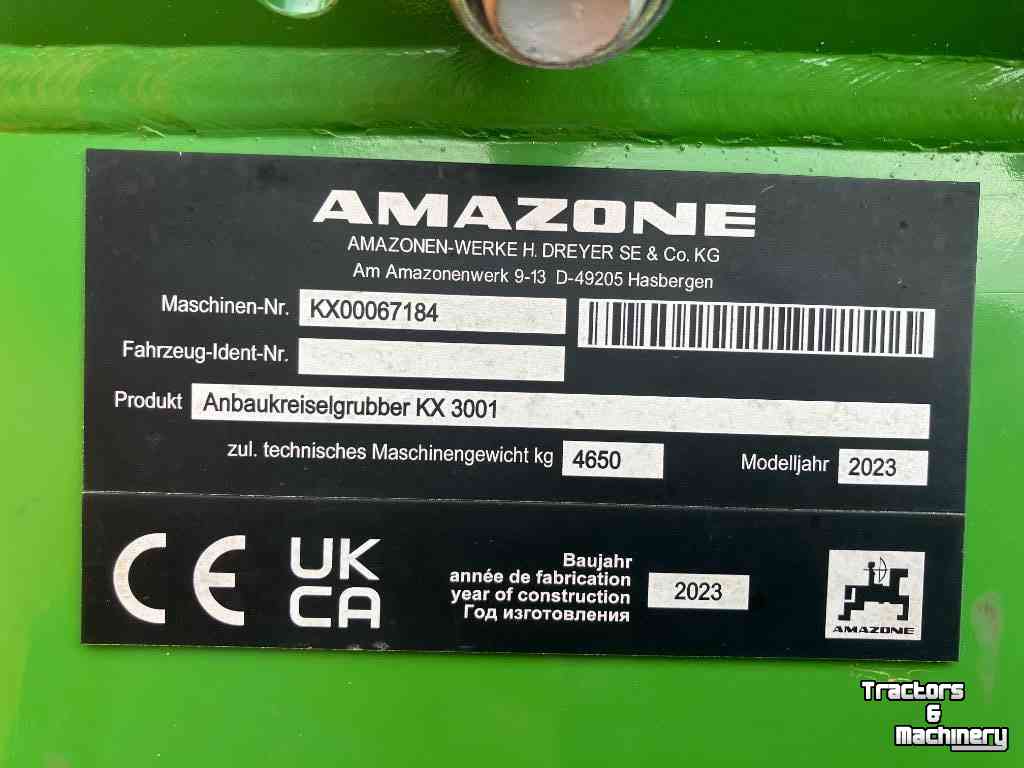 AMAZONE
AMAZONEN-WERKE H. DREYER SE & Co. KG
Am Amazonenwerk 9-13 D-49205 Hasbergen
Maschinen-Nr. KX00067184
Fahrzeug-Ident-Nr.
Produkt Anbaukreiselgrubber KX 3001
zul. technisches Maschinengewicht kg 4650 Modelljahr 2023
CE UK
CA
Baujahr
année de fabrication
year of construction 2023
Год изготовления
AMAZONE
Tractors
&
Machinery